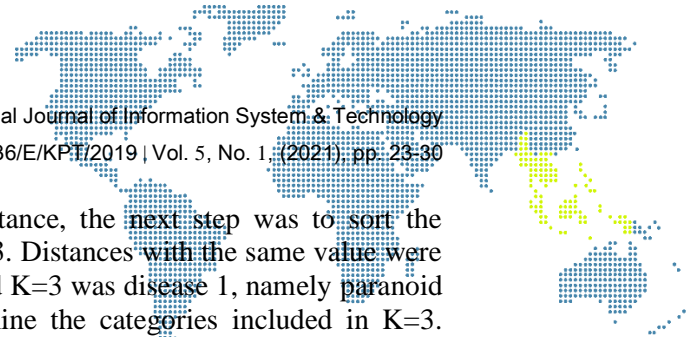 al Journal of Information System & Technology
36/E/KPT/2019 | Vol. 5, No. 1, (2021), pp. 23-30
tance, the next step was to sort the
3. Distances with the same value were
d K=3 was disease 1, namely paranoid
ine the categories included in K=3.